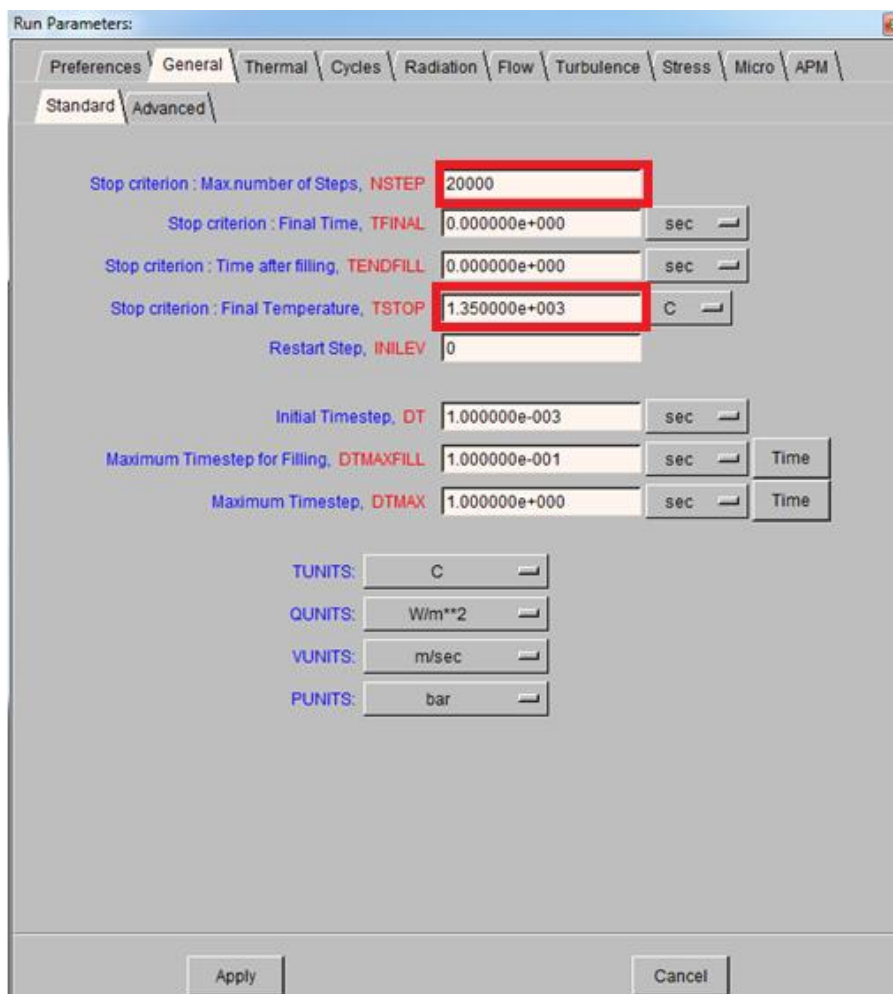 Run Parameters:
Preferences General Thermal Cycles Radiation Flow Turbulence Stress Micro APM
Standard Advanced
Stop criterion : Max.number of Steps, NSTEP 20000
Stop criterion : Final Time, TFINAL 0.000000e+000 sec
Stop criterion : Time after filling, TENDFILL 0.000000e+000 sec
Stop criterion : Final Temperature, TSTOP 1.350000e+003 C
Restart Step, INILEV 0
Initial Timestep, DT 1.000000e-003 sec
Maximum Timestep for Filling, DTMAXFILL 1.000000e-001 sec Time
Maximum Timestep, DTMAX 1.000000e+000 sec Time
TUNITS: C
QUNITS: W/m**2
VUNITS: m/sec
PUNITS: bar
Apply Cancel